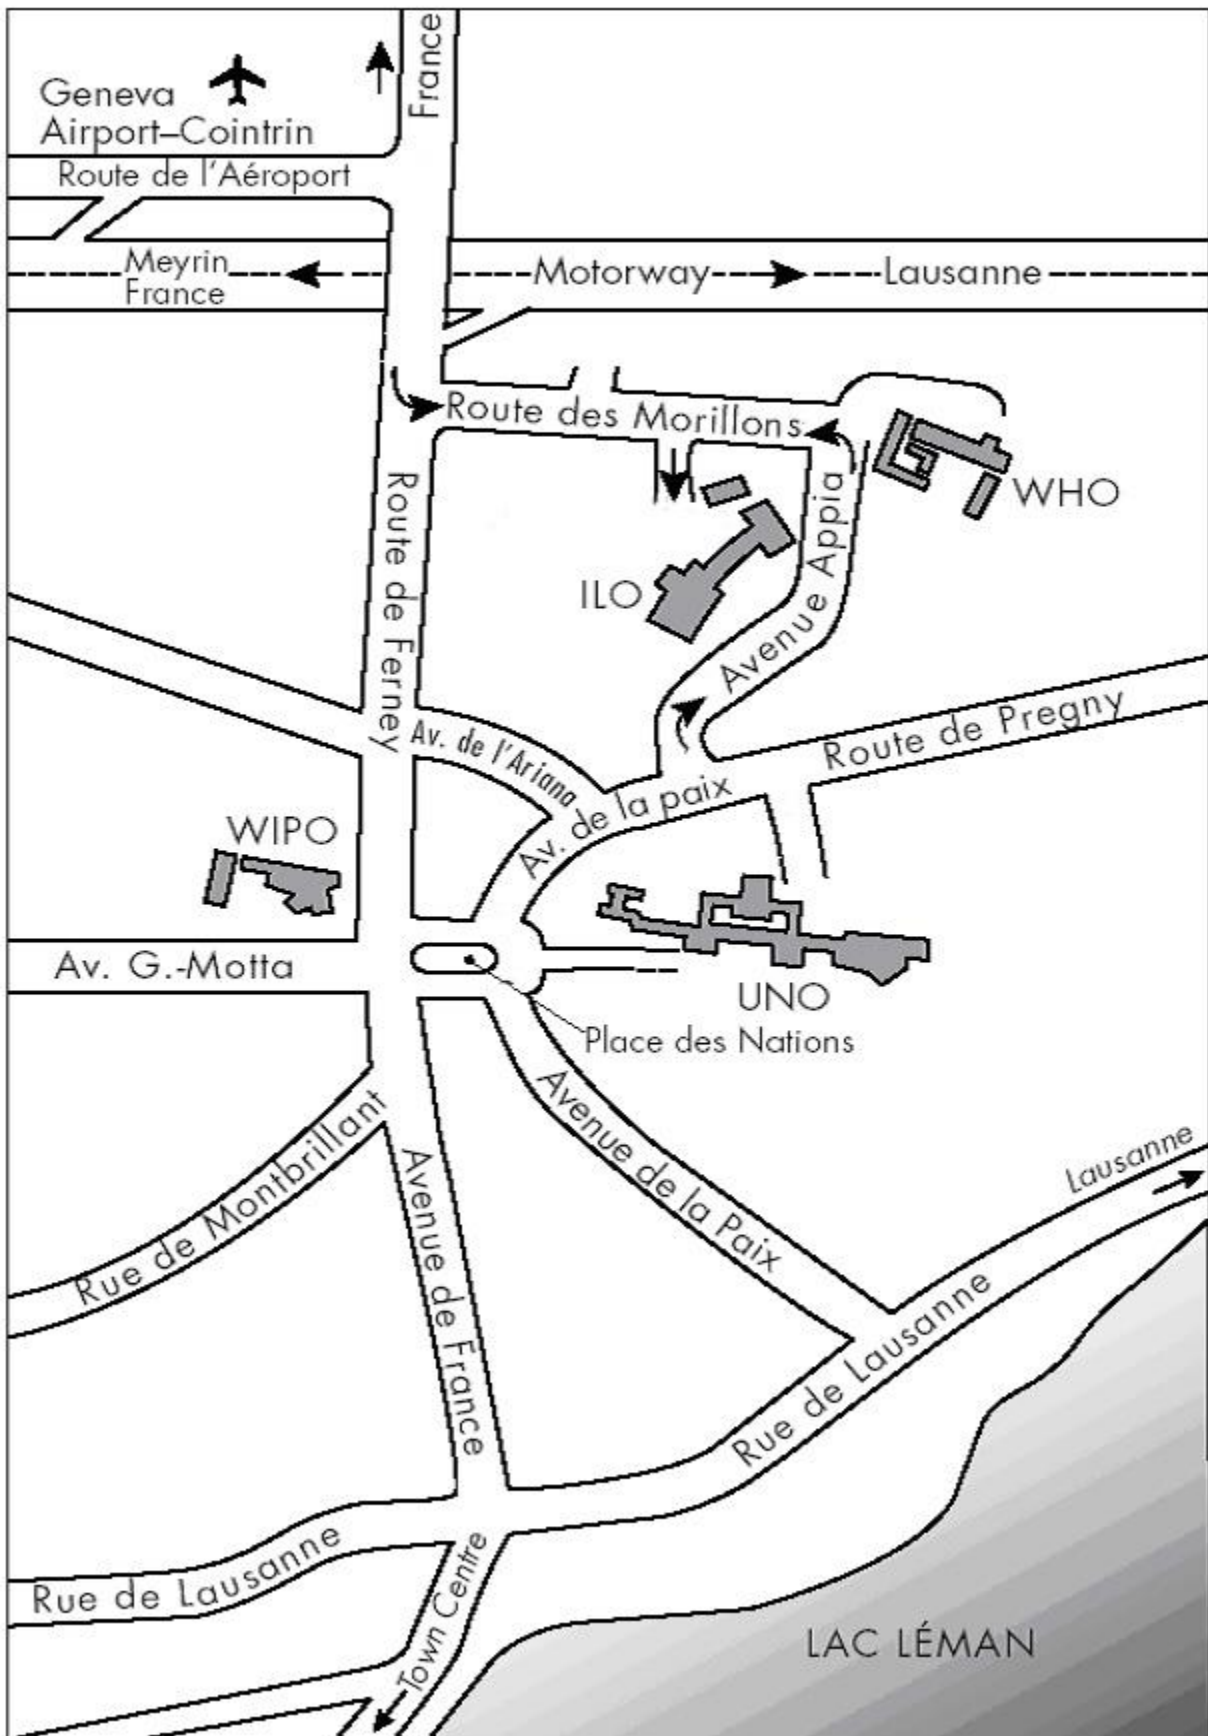 France
Geneva
Airport–Cointrin
Route de l'Aéroport
Meyrin
France
Motorway
Lausanne
Route des Morillons
WHO
Route de Ferney
ILO
Avenue Appia
Av. de l'Ariana
Route de Pregny
Av. de la paix
WIPO
Av. G.-Motta
UNO
Place des Nations
Avenue de la Paix
Rue de Montbrillant
Lausanne
Avenue de France
Rue de Lausanne
Rue de Lausanne
Town Centre
LAC LÉMAN